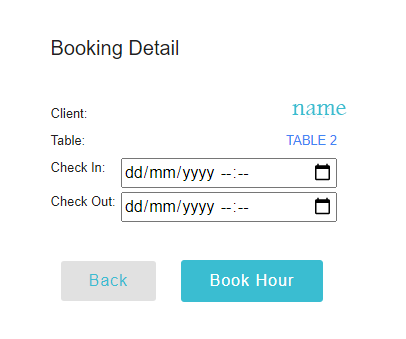 Booking Detail
Client: name
Table: TABLE 2
Check In: dd/mm/yyyy --:--
Check Out: dd/mm/yyyy --:--
Back Book Hour